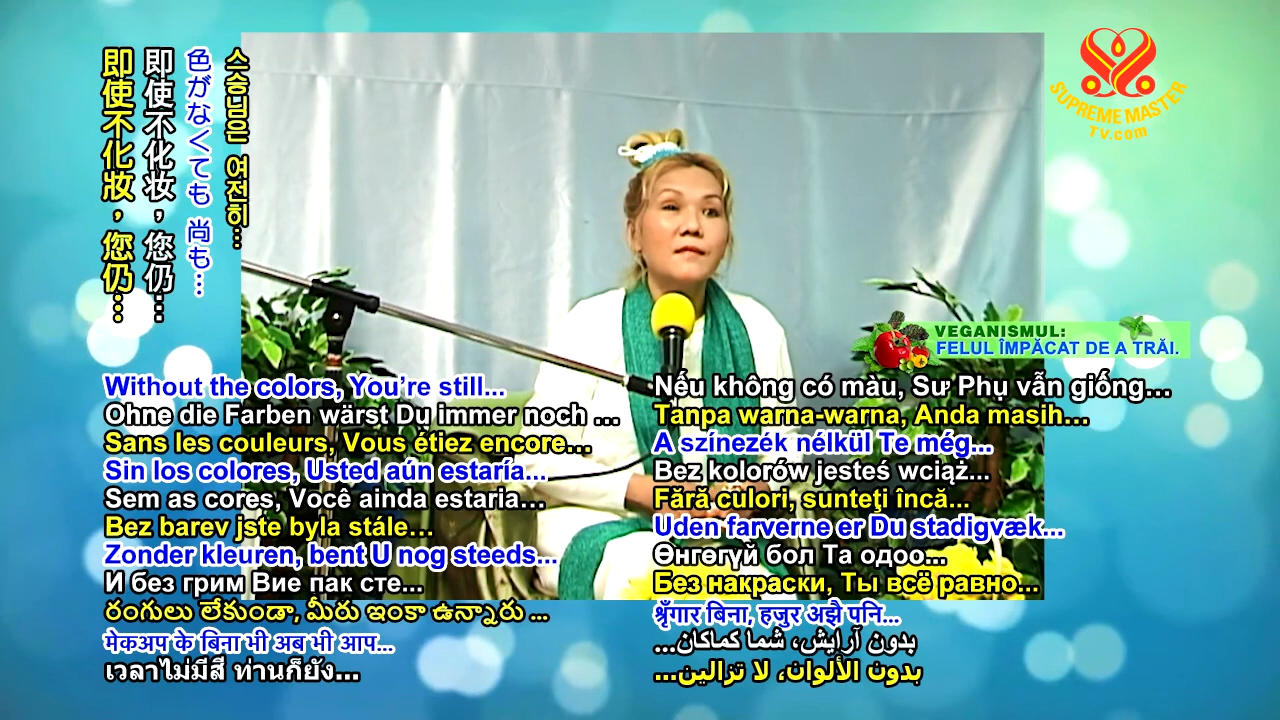 即使不化妝，您仍…
即使不化妆，您仍…
色がなくても 尚も…
스승님은 여전히…
SUPREME MASTER
TV.com
VEGANISMUL:
FELUL ÎMPĂCAT DE A TRĂI.
Without the colors, You're still...
Ohne die Farben wärst Du immer noch …
Sans les couleurs, Vous étiez encore…
Sin los colores, Usted aún estaría...
Sem as cores, Você ainda estaria…
Bez barev jste byla stále…
Zonder kleuren, bent U nog steeds...
И без грим Вие пак сте...
రంగులు లేకుండా, మీరు ఇంకా ఉన్నారు ...
मेकअप के बिना भी अब भी आप...
เวลาไม่มีสี ท่านก็ยัง...
Nếu không có màu, Sư Phụ vẫn giống…
Tanpa warna-warna, Anda masih…
A színezék nélkül Te még...
Bez kolorów jesteś wciąż...
Fără culori, sunteţi încă...
Uden farverne er Du stadigvæk...
Өнгөгүй бол Та одоо...
Без накраски, Ты всё равно...
श्रृँगार बिना, हजुर अझै पनि...
بدون آرایش، شما کماکان...
بدون الألوان، لا تزالين...